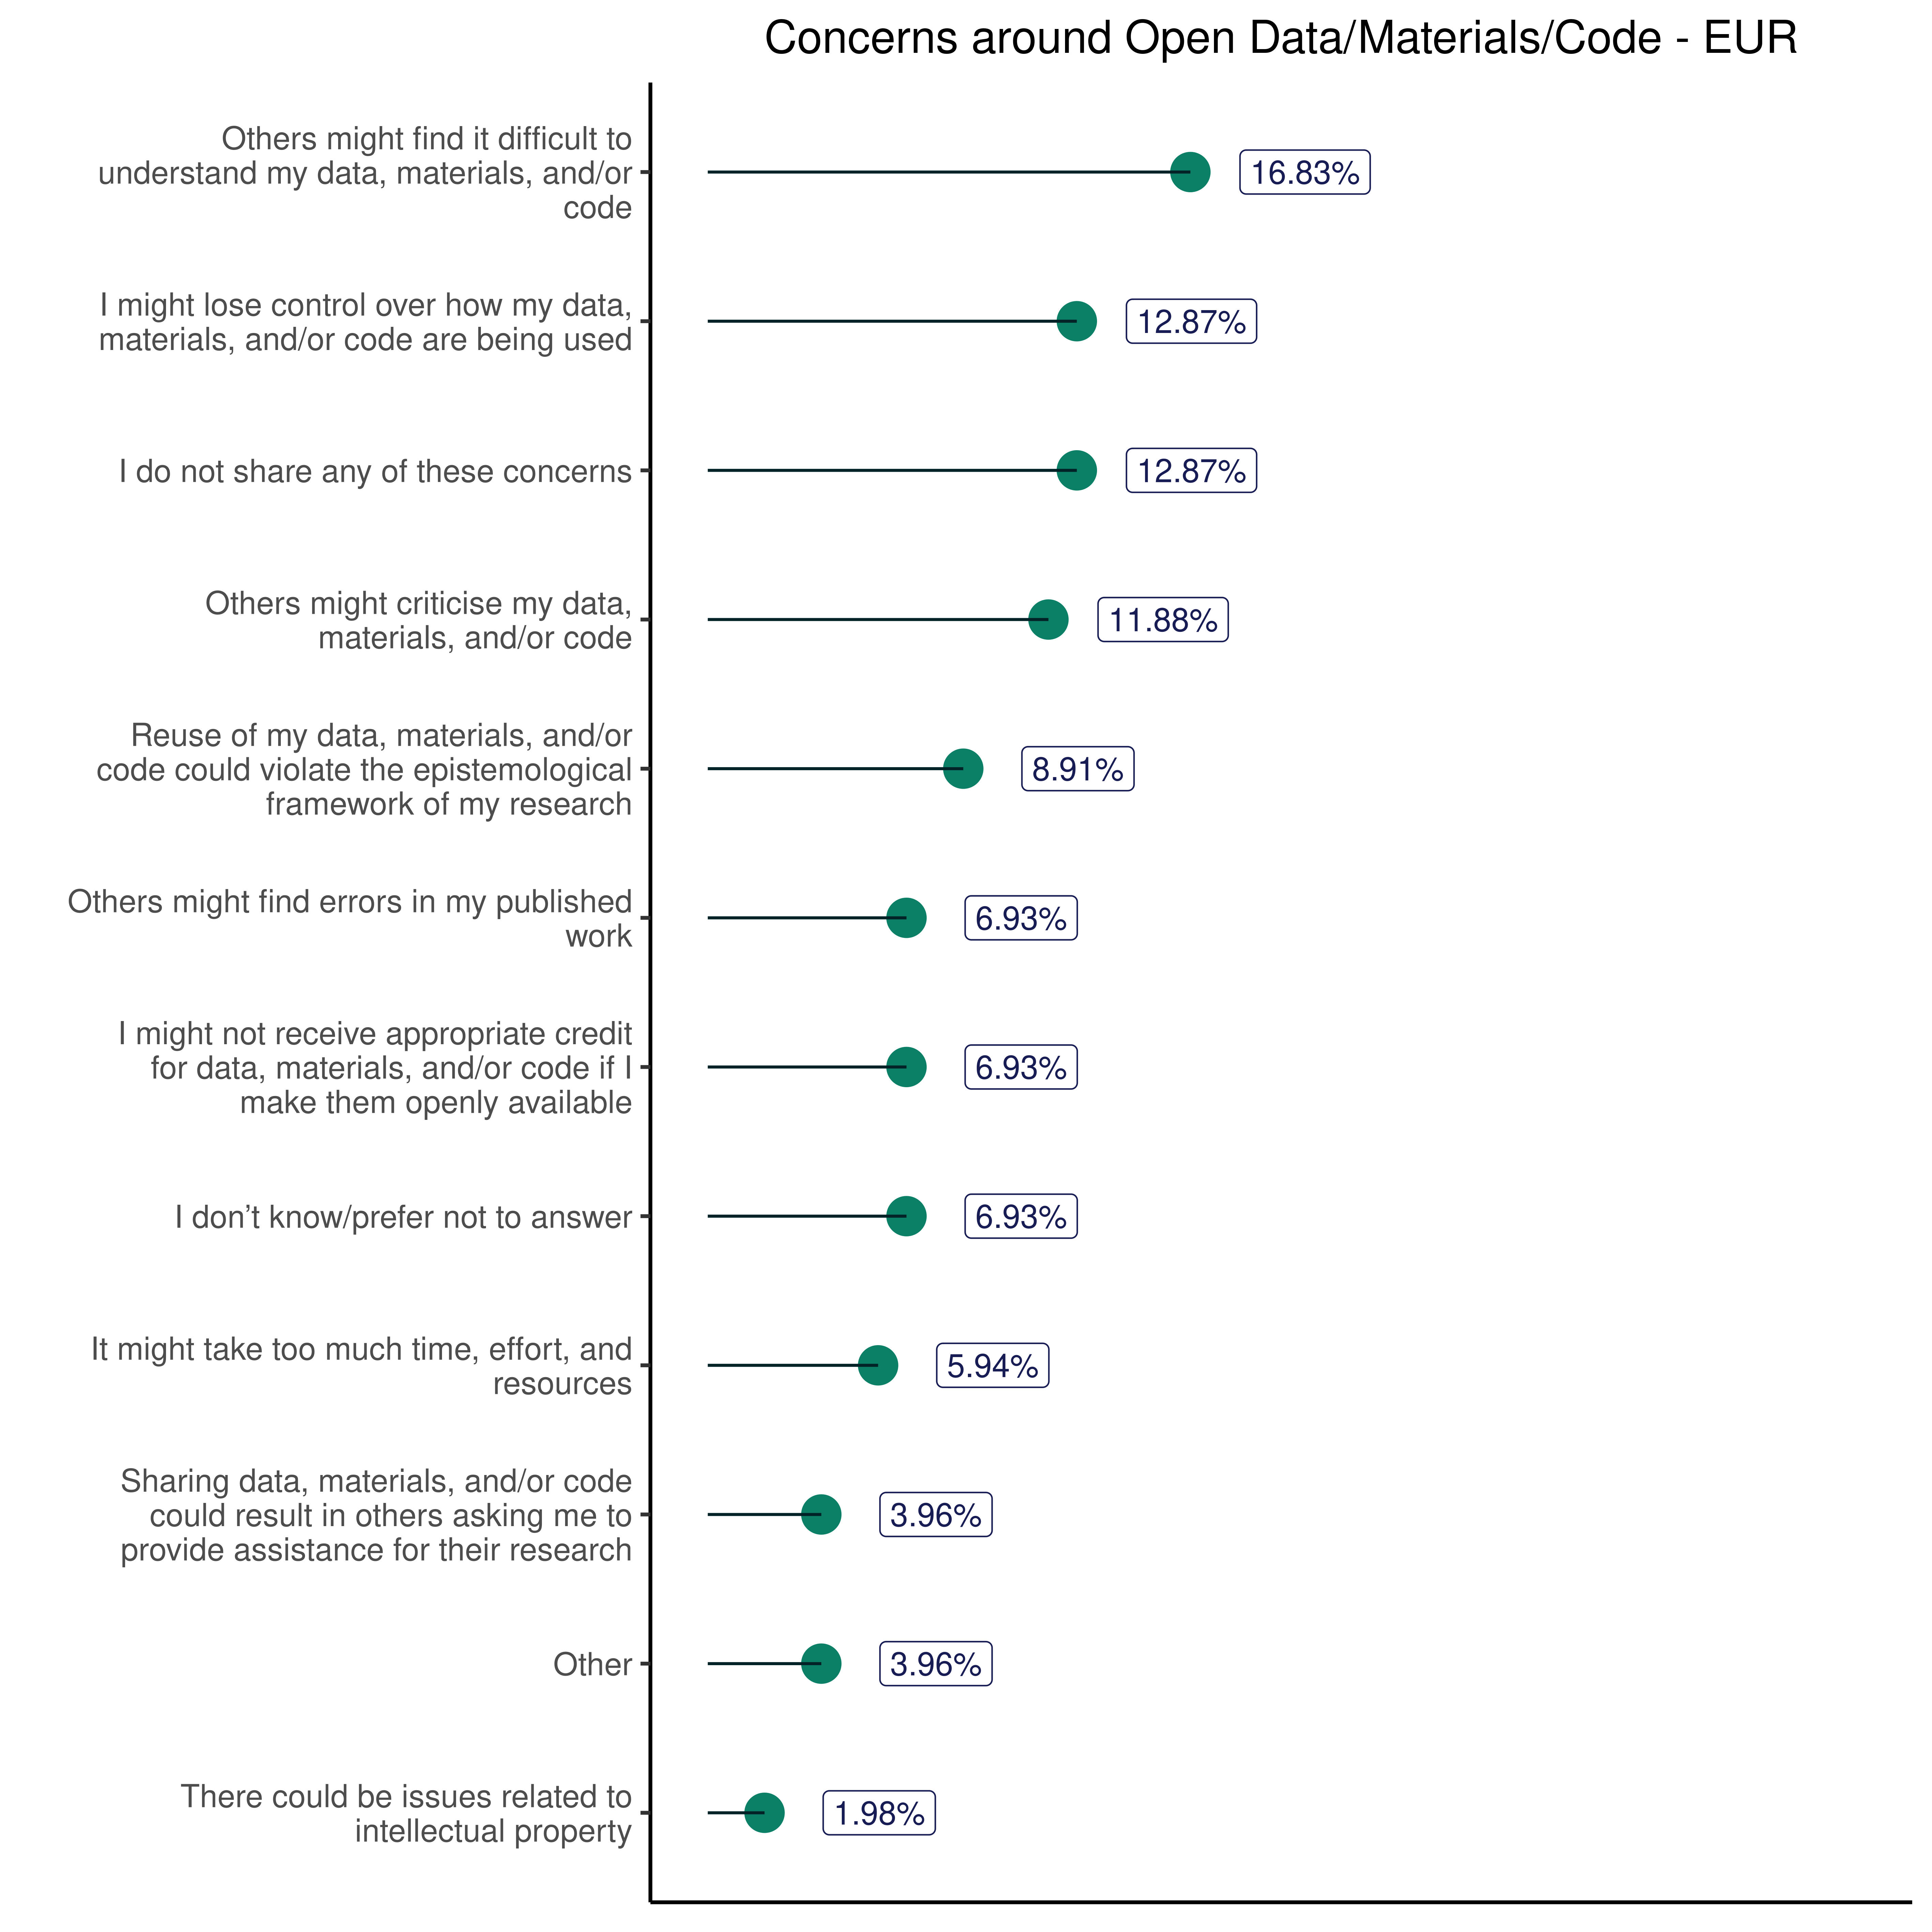 Concerns around Open Data/Materials/Code - EUR
Others might find it difficult to
understand my data, materials, and/or
code
16.83%
I might lose control over how my data,
materials, and/or code are being used
12.87%
I do not share any of these concerns
12.87%
Others might criticise my data,
materials, and/or code
11.88%
Reuse of my data, materials, and/or
code could violate the epistemological
framework of my research
8.91%
Others might find errors in my published
work
6.93%
I might not receive appropriate credit
for data, materials, and/or code if I
make them openly available
6.93%
I don’t know/prefer not to answer
6.93%
It might take too much time, effort, and
resources
5.94%
Sharing data, materials, and/or code
could result in others asking me to
provide assistance for their research
3.96%
Other
3.96%
There could be issues related to
intellectual property
1.98%